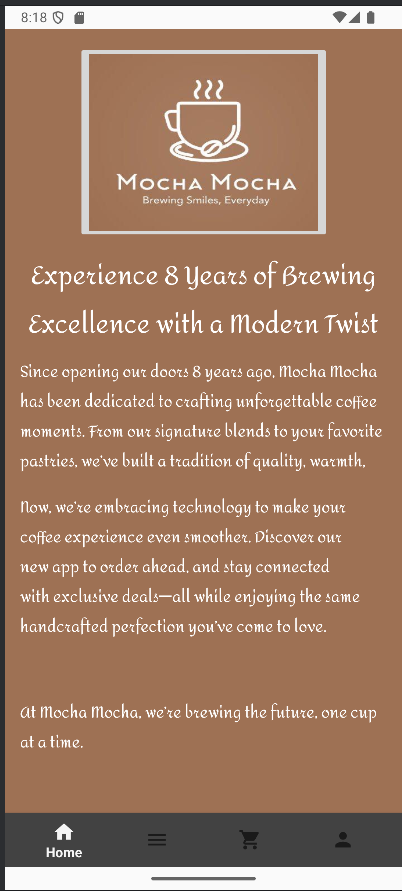 8:18
MOCHA MOCHA
Brewing Smiles, Everyday
Experience 8 Years of Brewing
Excellence with a Modern Twist
Since opening our doors 8 years ago, Mocha Mocha
has been dedicated to crafting unforgettable coffee
moments. From our signature blends to your favorite
pastries, we've built a tradition of quality, warmth,
Now, we're embracing technology to make your
coffee experience even smoother. Discover our
new app to order ahead, and stay connected
with exclusive deals—all while enjoying the same
handcrafted perfection you've come to love.
At Mocha Mocha, we're brewing the future, one cup
at a time.
Home